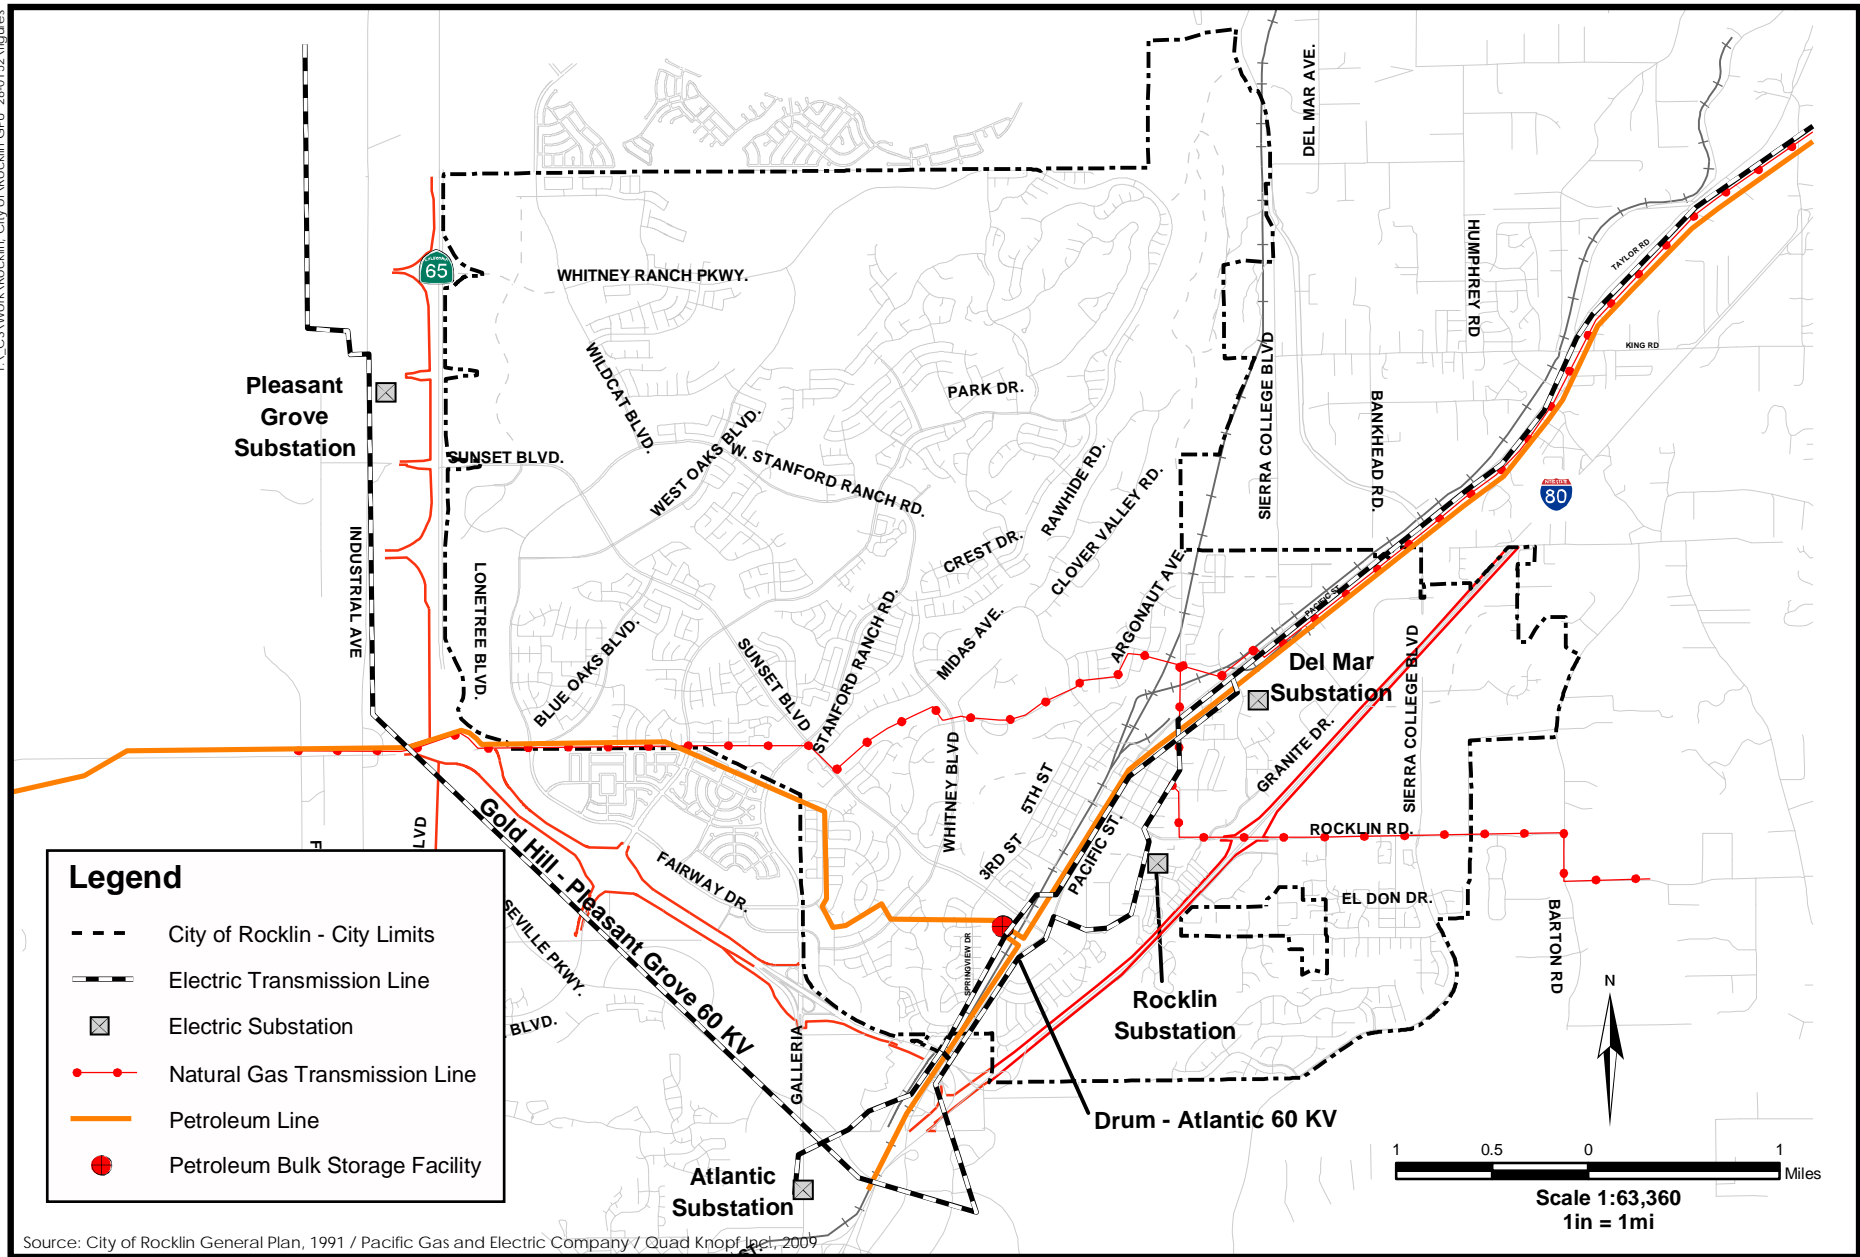 DEL MAR AVE.
65
WHITNEY RANCH PKWY.
HUMPHREY RD
TAYLOR RD
KING RD
WILDCAT BLVD.
PARK DR.
SIERRA COLLEGE BLVD
BANKHEAD RD.
Pleasant
Grove
Substation
SUNSET BLVD.
WEST OAKS BLVD.
W. STANFORD RANCH RD.
RAWHIDE RD.
CLOVER VALLEY RD.
80
INDUSTRIAL AVE
LONETREE BLVD.
CREST DR.
ARGONAUT AVE.
PACIFIC ST.
BLUE OAKS BLVD.
SUNSET BLVD
STANFORD RANCH RD.
MIDAS AVE.
Del Mar
Substation
SIERRA COLLEGE BLVD
GRANITE DR.
WHITNEY BLVD
5TH ST
3RD ST
PACIFIC ST.
ROCKLIN RD.
EL DON DR.
BARTON RD
LVD
Gold Hill - Pleasant Grove 60 KV
FAIRWAY DR.
SEVILLE PKWY.
BLVD.
SPRINGVIEW DR
GALLERIA
Rocklin
Substation
Drum - Atlantic 60 KV
Atlantic
Substation
Legend
City of Rocklin - City Limits
Electric Transmission Line
Electric Substation
Natural Gas Transmission Line
Petroleum Line
Petroleum Bulk Storage Facility
N
1 0.5 0 1
Miles
Scale 1:63,360
1in = 1mi
Source: City of Rocklin General Plan, 1991 / Pacific Gas and Electric Company / Quad Knopf Inc., 2009
ST.